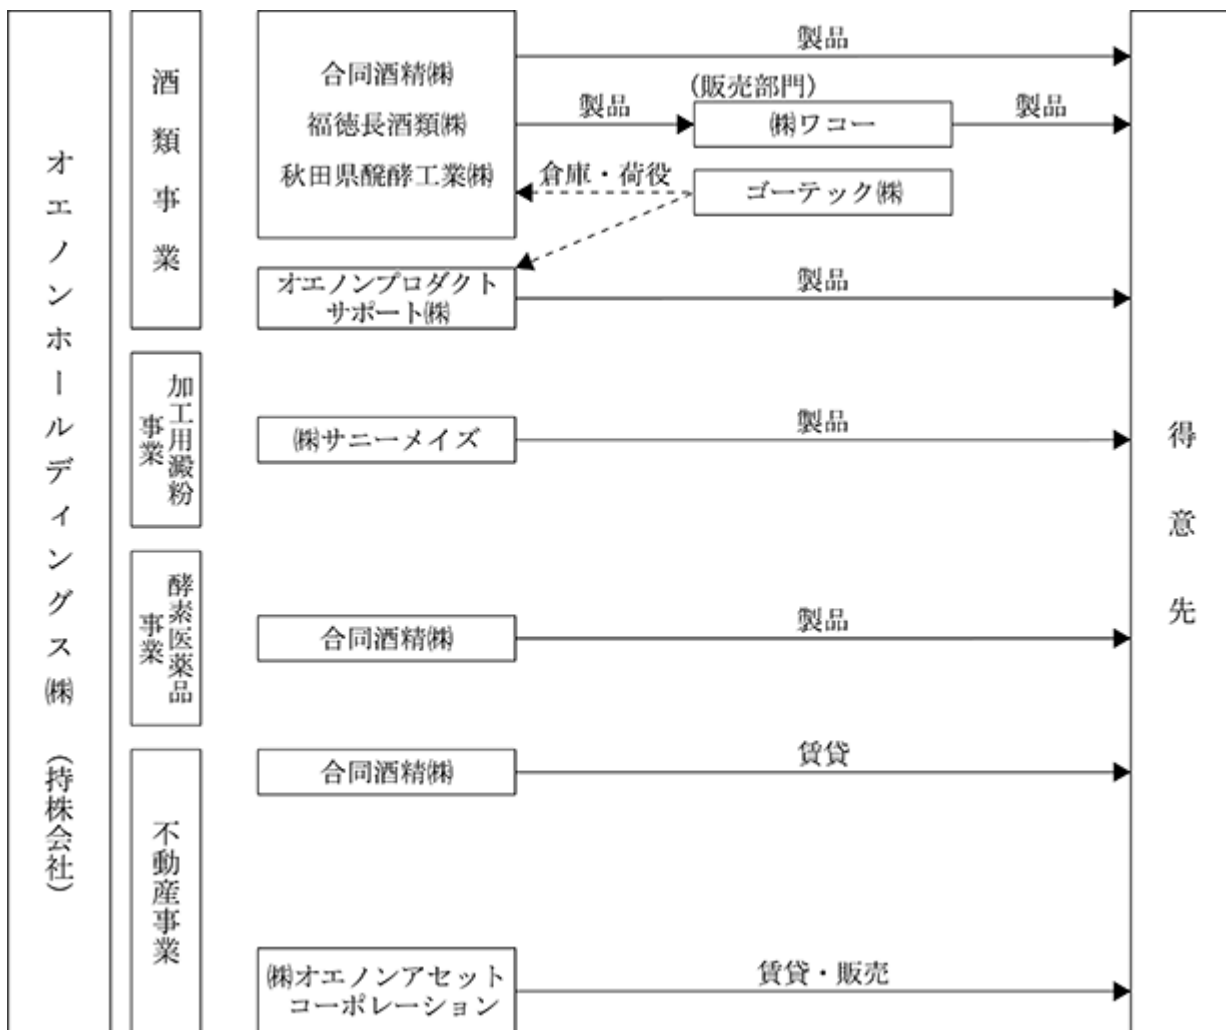 オエノンホールディングス㈱（持株会社）
酒類事業
合同酒精㈱
福徳長酒類㈱
秋田県醗酵工業㈱
製品
製品
(販売部門)
㈱ワコー
製品
倉庫・荷役
ゴーテック㈱
オエノンプロダクト
サポート㈱
製品
加工用澱粉
事業
㈱サニーメイズ
製品
酵素医薬品
事業
合同酒精㈱
製品
不動産事業
合同酒精㈱
賃貸
㈱オエノンアセット
コーポレーション
賃貸・販売
得意先